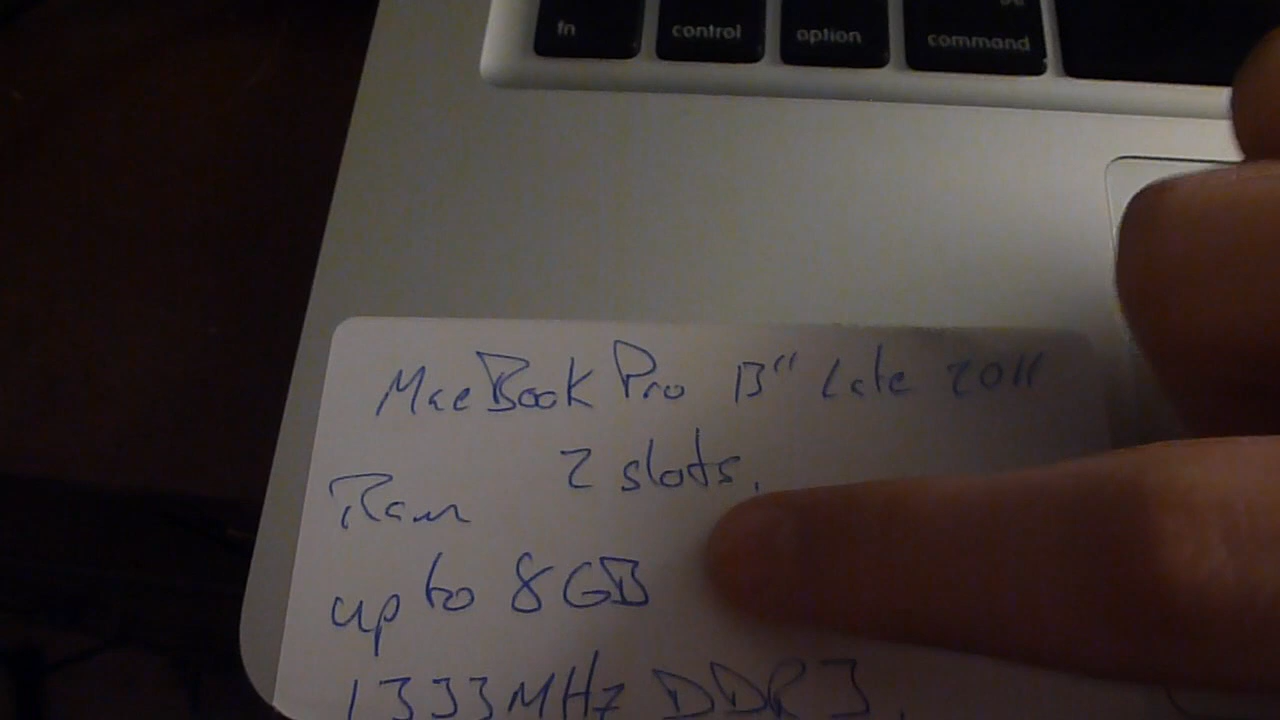 fn control option command
MacBook Pro 13" Late 2011
2 slots.
Ram
up to 8GB
1333MHz DDR3.